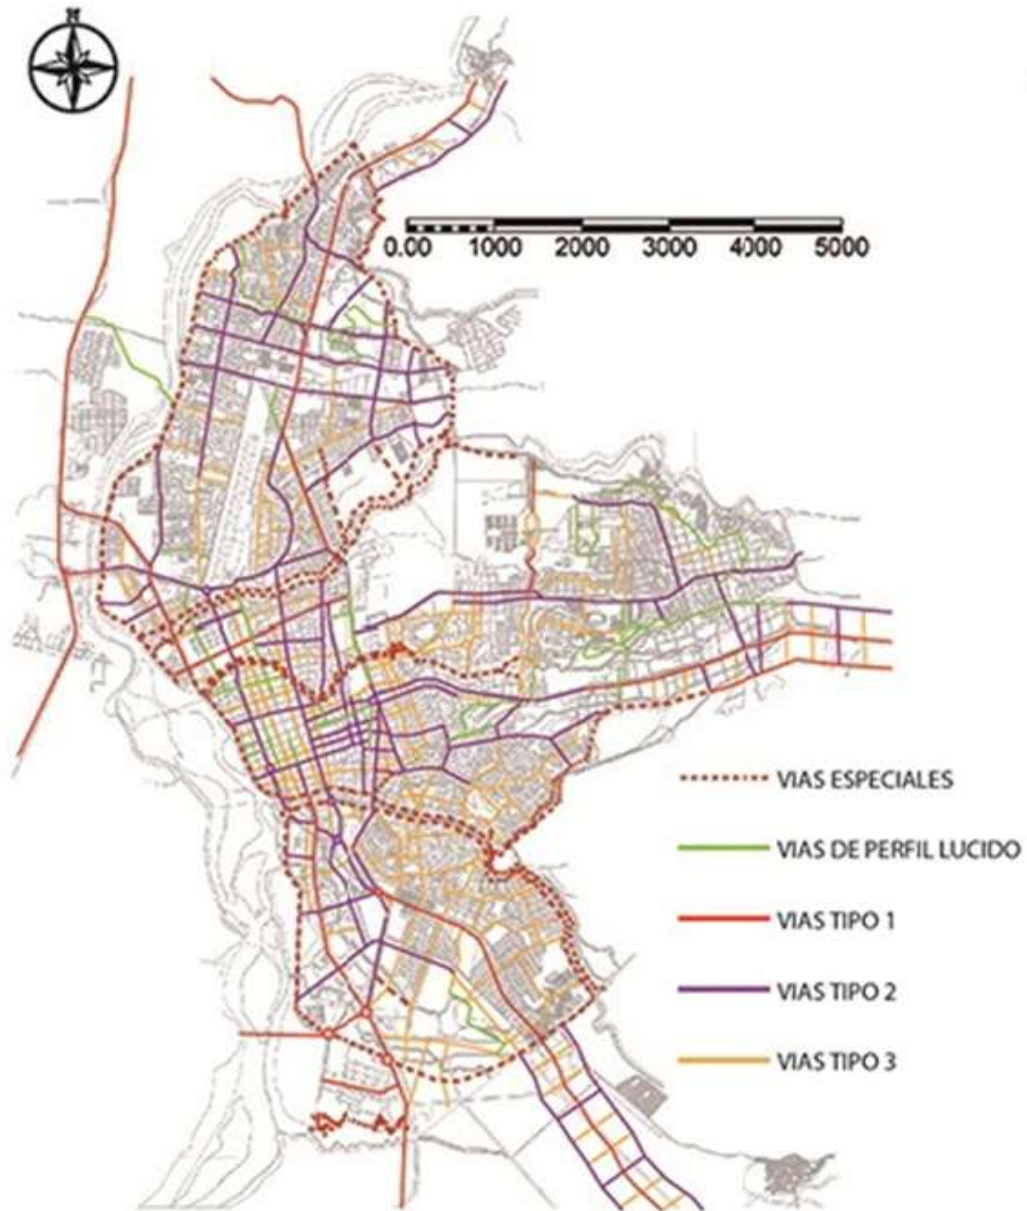 N
0.00 1000 2000 3000 4000 5000
VIAS ESPECIALES
VIAS DE PERFIL LUCIDO
VIAS TIPO 1
VIAS TIPO 2
VIAS TIPO 3